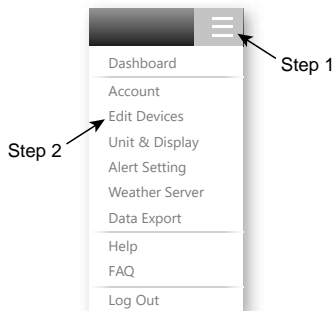 Step 1
Dashboard
Account
Edit Devices
Step 2
Unit & Display
Alert Setting
Weather Server
Data Export
Help
FAQ
Log Out